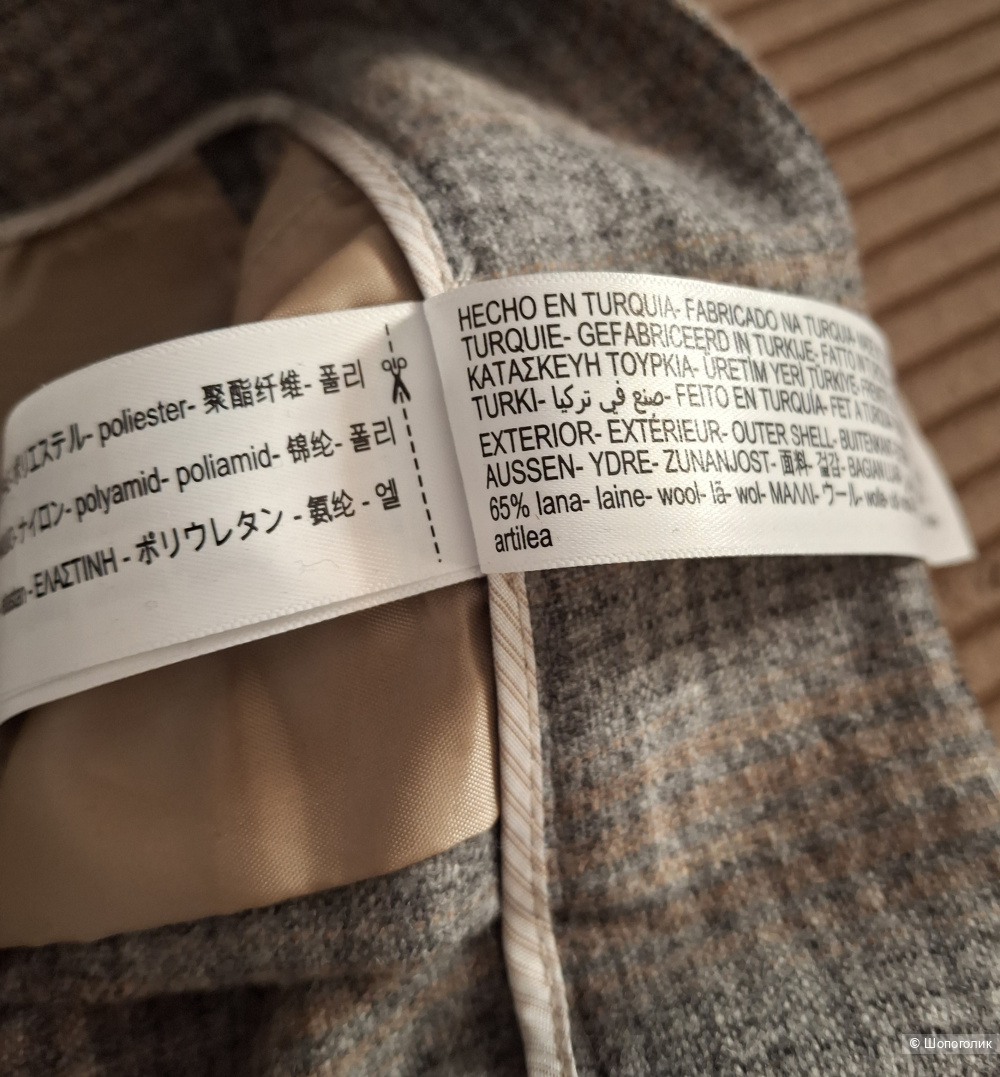 ポリエステル- poliester- 聚酯纤维- 폴리
ナイロン- polyamid- poliamid- 锦纶- 폴리
ΕΛΑΣΤΙΝΗ - ポリウレタン - 氨纶 - 엘
HECHO EN TURQUIA- FABRICADO NA TURQUIA-
TURQUIE- GEFABRICEERD IN TURKIJE- FATTO IN
ΚΑΤΑΣΚΕΥΗ ΤΟΥΡΚΙΑ- ÜRETİM YERİ TÜRKİYE-
TURKI- صنع في تركيا- FEITO EN TURQUÍA- FET A
EXTERIOR- EXTÉRIEUR- OUTER SHELL-
AUSSEN- YDRE- ZUNANJOST- 面料- 겉감- BAGIAN
65% lana- laine- wool- lã- wol- ΜΑΛΛΙ- ウール-
artilea
© Шопоголик